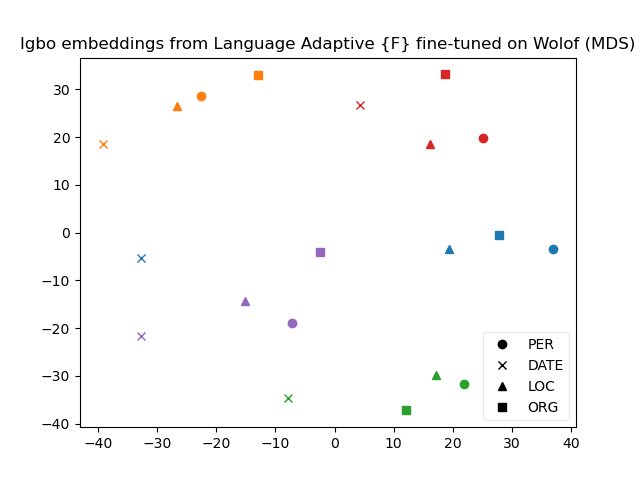 Igbo embeddings from Language Adaptive {F} fine-tuned on Wolof (MDS)
30
20
10
0
−10
−20
−30
−40
PER
DATE
LOC
ORG
−40 −30 −20 −10 0 10 20 30 40